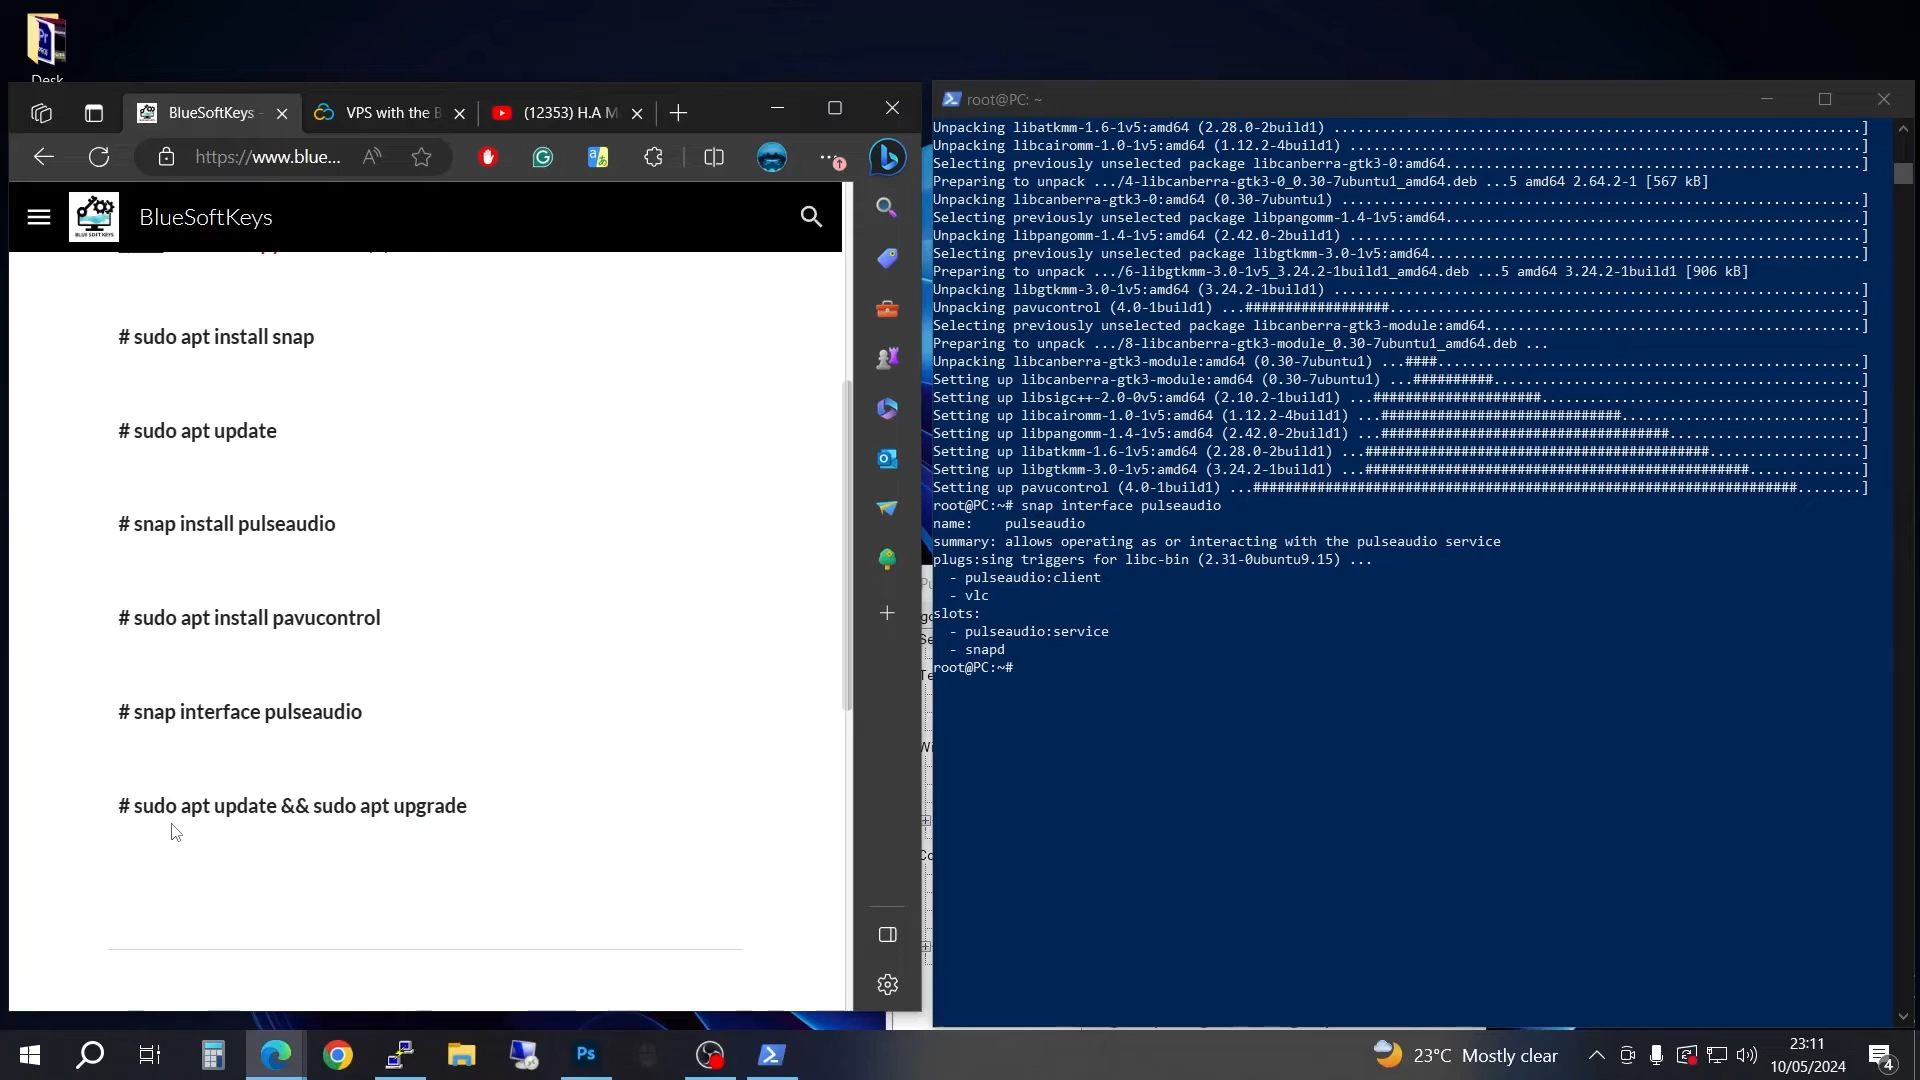 Desk
BlueSoftKeys -
VPS with the B
(12353) H.A M
https://www.blue...
BlueSoftKeys
# sudo apt install snap
# sudo apt update
# snap install pulseaudio
# sudo apt install pavucontrol
# snap interface pulseaudio
# sudo apt update && sudo apt upgrade
root@PC: ~
Unpacking libatkmm-1.6-1v5:amd64 (2.28.0-2build1) ..................................................................]
Unpacking libcairomm-1.0-1v5:amd64 (1.12.2-4build1) ................................................................]
Selecting previously unselected package libcanberra-gtk3-0:amd64....................................................]
Preparing to unpack .../4-libcanberra-gtk3-0_0.30-7ubuntu1_amd64.deb ...5 amd64 2.64.2-1 [567 kB]
Unpacking libcanberra-gtk3-0:amd64 (0.30-7ubuntu1) .................................................................]
Selecting previously unselected package libpangomm-1.4-1v5:amd64....................................................]
Unpacking libpangomm-1.4-1v5:amd64 (2.42.0-2build1) ................................................................]
Selecting previously unselected package libgtkmm-3.0-1v5:amd64......................................................]
Preparing to unpack .../6-libgtkmm-3.0-1v5_3.24.2-1build1_amd64.deb ...5 amd64 3.24.2-1build1 [906 kB]
Unpacking libgtkmm-3.0-1v5:amd64 (3.24.2-1build1) ..................................................................]
Unpacking pavucontrol (4.0-1build1) ...##################...........................................................]
Selecting previously unselected package libcanberra-gtk3-module:amd64...............................................]
Preparing to unpack .../8-libcanberra-gtk3-module_0.30-7ubuntu1_amd64.deb ...
Unpacking libcanberra-gtk3-module:amd64 (0.30-7ubuntu1) ...####.....................................................]
Setting up libcanberra-gtk3-module:amd64 (0.30-7ubuntu1) ...##########..............................................]
Setting up libsigc++-2.0-0v5:amd64 (2.10.2-1build1) ...#####################........................................]
Setting up libcairomm-1.0-1v5:amd64 (1.12.2-4build1) ...##############################..............................]
Setting up libpangomm-1.4-1v5:amd64 (2.42.0-2build1) ...####################################........................]
Setting up libatkmm-1.6-1v5:amd64 (2.28.0-2build1) ...###########################################...................]
Setting up libgtkmm-3.0-1v5:amd64 (3.24.2-1build1) ...################################################..............]
Setting up pavucontrol (4.0-1build1) ...####################################################################........]
root@PC:~# snap interface pulseaudio
name:    pulseaudio
summary: allows operating as or interacting with the pulseaudio service
plugs:sing triggers for libc-bin (2.31-0ubuntu9.15) ...
- pulseaudio:client
- vlc
slots:
- pulseaudio:service
- snapd
root@PC:~#
23°C Mostly clear
23:11
10/05/2024
4